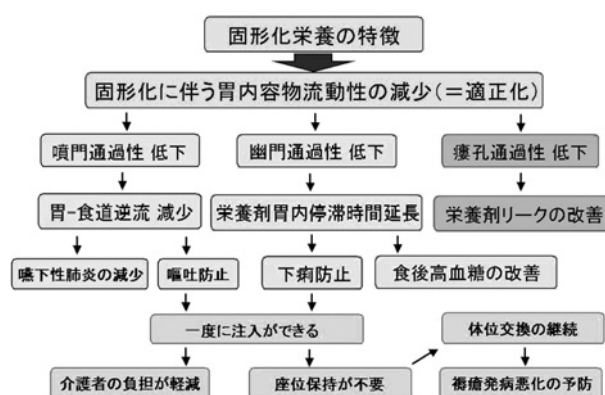 固形化栄養の特徴
固形化に伴う胃内容物流動性の減少(=適正化)
噴門通過性 低下
幽門通過性 低下
瘻孔通過性 低下
胃-食道逆流 減少
栄養剤胃内停滞時間延長
栄養剤リークの改善
嚥下性肺炎の減少
嘔吐防止
下痢防止
食後高血糖の改善
一度に注入ができる
体位交換の継続
介護者の負担が軽減
座位保持が不要
褥瘡発病悪化の予防